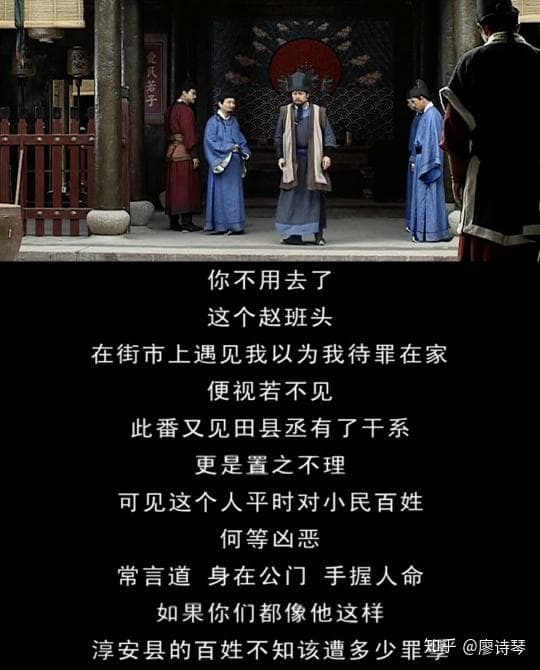 愛民若子
你不用去了
这个赵班头
在街市上遇见我以为我待罪在家
便视若不见
此番又见田县丞有了干系
更是置之不理
可见这个人平时对小民百姓
何等凶恶
常言道 身在公门 手握人命
如果你们都像他这样
淳安县的百姓不知该遭多少罪孽
知乎 @廖诗琴